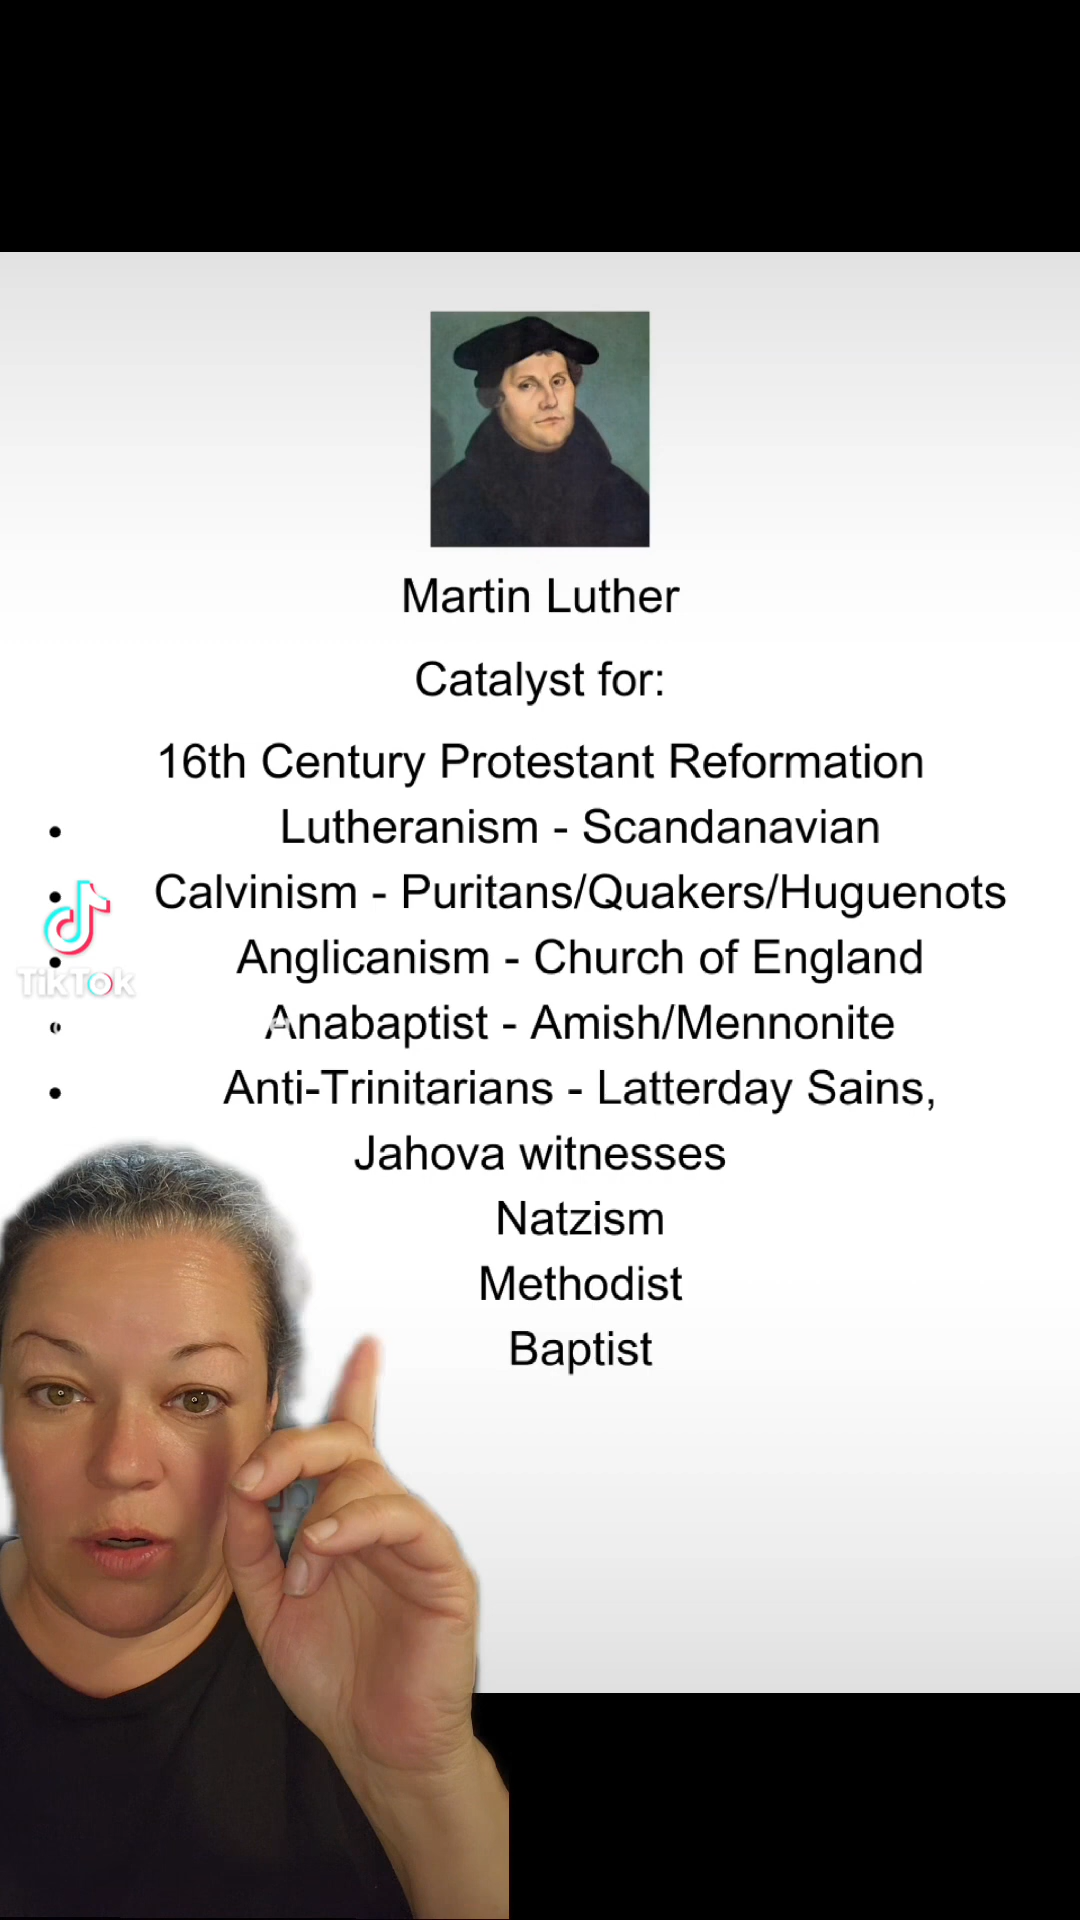 Martin Luther
Catalyst for:
16th Century Protestant Reformation
• Lutheranism - Scandanavian
• Calvinism - Puritans/Quakers/Huguenots
• Anglicanism - Church of England
• Anabaptist - Amish/Mennonite
• Anti-Trinitarians - Latterday Sains,
Jahova witnesses
Natzism
Methodist
Baptist
TikTok